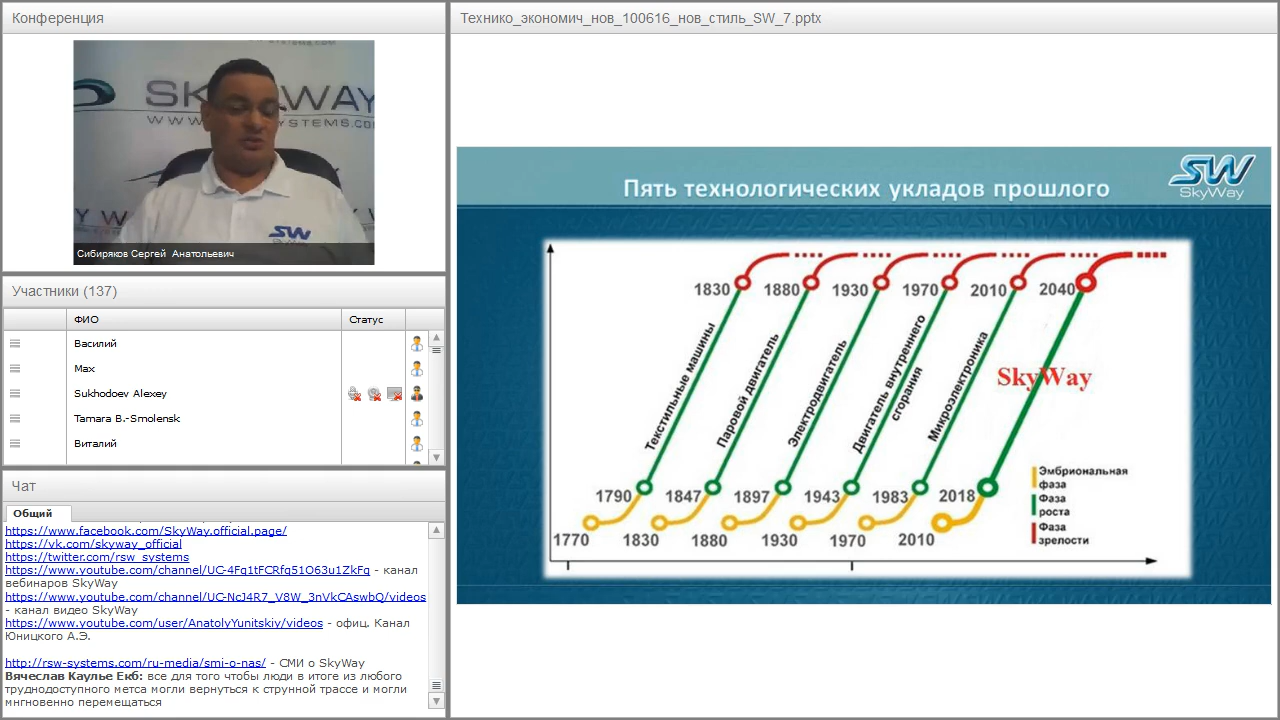 Конференция
SKYWAY
Сибиряков Сергей Анатольевич
SW
SkyWay
Участники (137)
ФИО
Статус
Василий
Max
Sukhodoev Alexey
Tamara B.-Smolensk
Виталий
Чат
Общий
https://www.facebook.com/SkyWay.official.page/
https://vk.com/skyway_official
https://twitter.com/rsw_systems
https://www.youtube.com/channel/UC-4Fq1tFCRfq51O63u1ZkFg - канал
вебинаров SkyWay
https://www.youtube.com/channel/UC-NcJ4R7_V8W_3nVkCAswbQ/videos
- канал видео SkyWay
https://www.youtube.com/user/AnatolyYunitskiy/videos - офиц. Канал
Юницкого А.Э.
http://rsw-systems.com/ru-media/smi-o-nas/ - СМИ о SkyWay
Вячеслав Каулье Екб: все для того чтобы люди в итоге из любого
труднодоступного метса могли вернуться к струнной трассе и могли
мнгновенно перемещаться
Технико_экономич_нов_100616_нов_стиль_SW_7.pptx
Пять технологических укладов прошлого
SW
SkyWay
1830 1880 1930 1970 2010 2040
Текстильные машины
Паровой двигатель
Электродвигатель
Двигатель внутреннего
сгорания
Микроэлектроника
SkyWay
1790 1847 1897 1943 1983 2018
1770 1830 1880 1930 1970 2010
Эмбриональная
фаза
Фаза
роста
Фаза
зрелости